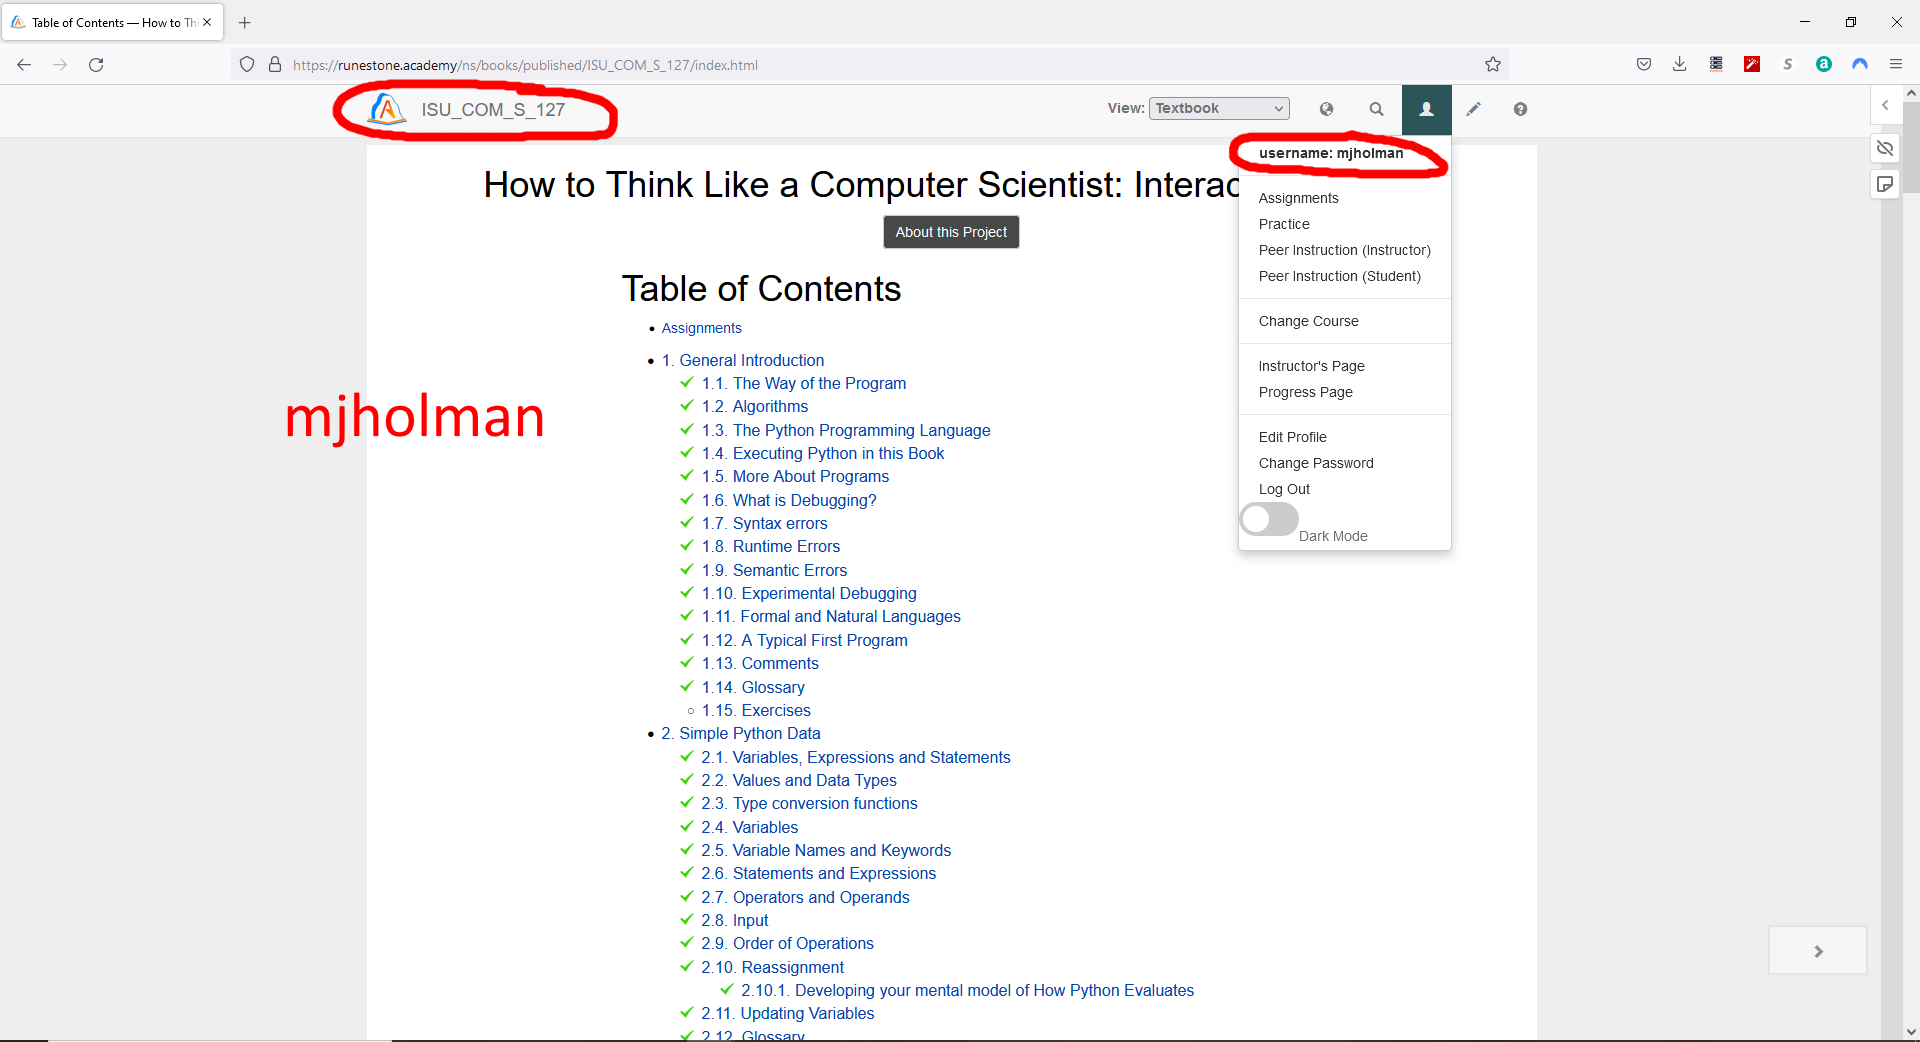 Table of Contents — How to Thi
https://runestone.academy/ns/books/published/ISU_COM_S_127/index.html
ISU_COM_S_127
View: Textbook
username: mjholman
Assignments
Practice
Peer Instruction (Instructor)
Peer Instruction (Student)
Change Course
Instructor's Page
Progress Page
Edit Profile
Change Password
Log Out
Dark Mode
How to Think Like a Computer Scientist: Interac
About this Project
Table of Contents
Assignments
1. General Introduction
1.1. The Way of the Program
1.2. Algorithms
mjholman
1.3. The Python Programming Language
1.4. Executing Python in this Book
1.5. More About Programs
1.6. What is Debugging?
1.7. Syntax errors
1.8. Runtime Errors
1.9. Semantic Errors
1.10. Experimental Debugging
1.11. Formal and Natural Languages
1.12. A Typical First Program
1.13. Comments
1.14. Glossary
1.15. Exercises
2. Simple Python Data
2.1. Variables, Expressions and Statements
2.2. Values and Data Types
2.3. Type conversion functions
2.4. Variables
2.5. Variable Names and Keywords
2.6. Statements and Expressions
2.7. Operators and Operands
2.8. Input
2.9. Order of Operations
2.10. Reassignment
2.10.1. Developing your mental model of How Python Evaluates
2.11. Updating Variables
2.12. Glossary